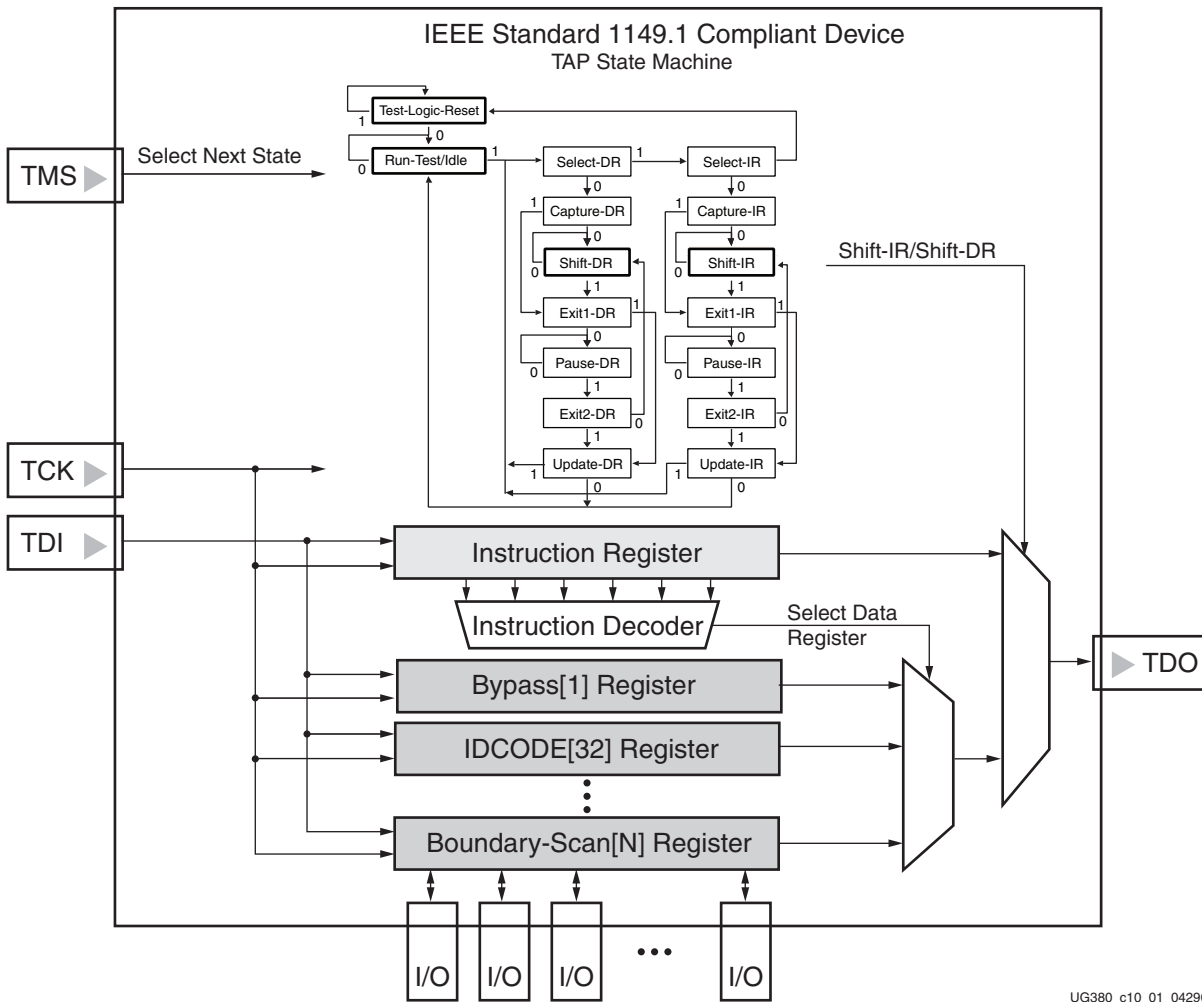 IEEE Standard 1149.1 Compliant Device
TAP State Machine
Test-Logic-Reset
1
0
TMS
Select Next State
0
Run-Test/Idle
1
Select-DR
1
Select-IR
0
0
1
Capture-DR
1
Capture-IR
0
0
Shift-IR/Shift-DR
Shift-DR
Shift-IR
0
0
1
1
Exit1-DR
1
Exit1-IR
1
0
0
Pause-DR
Pause-IR
0
0
1
1
Exit2-DR
0
Exit2-IR
0
1
1
TCK
Update-DR
Update-IR
1
0
1
0
TDI
Instruction Register
Instruction Decoder
Select Data
Register
TDO
Bypass[1] Register
IDCODE[32] Register
Boundary-Scan[N] Register
I/O
I/O
I/O
I/O